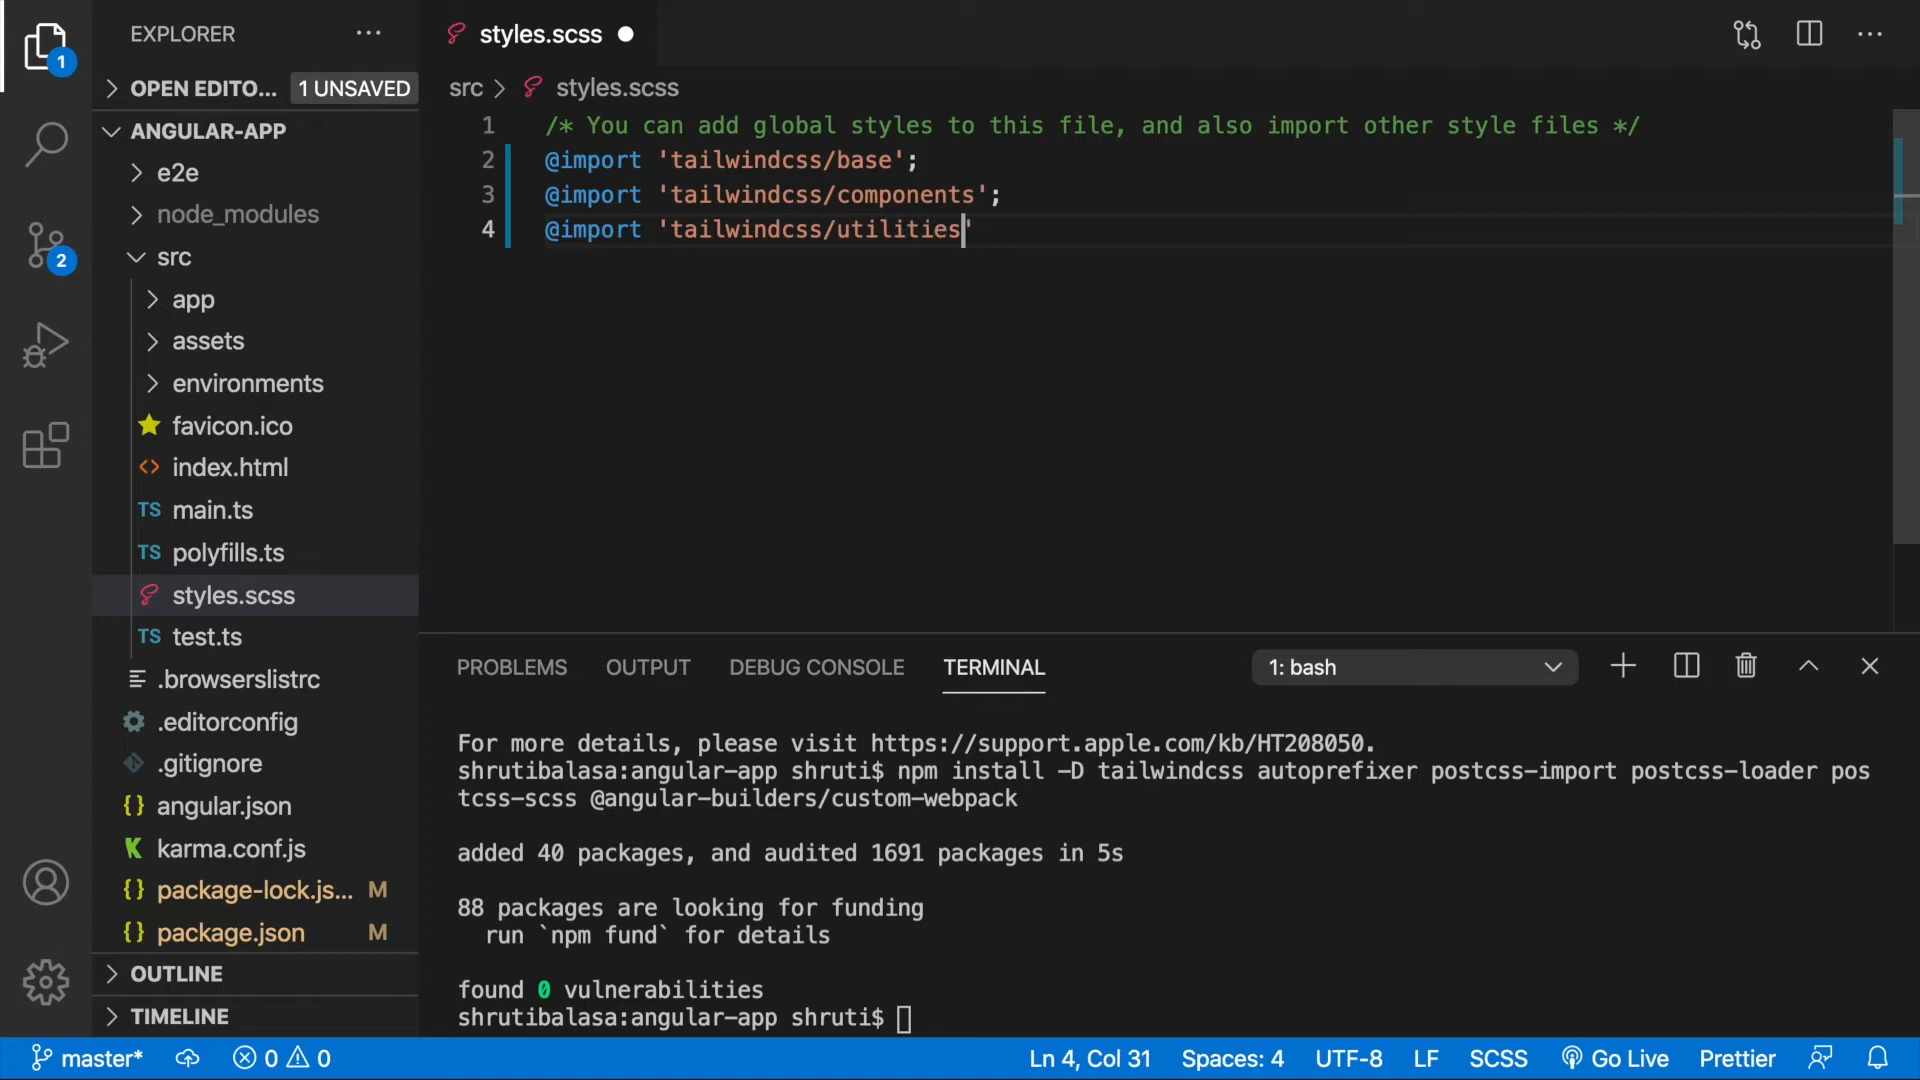 EXPLORER
styles.scss
1
OPEN EDITO... 1 UNSAVED
src > styles.scss
ANGULAR-APP
e2e
node_modules
src
app
assets
environments
favicon.ico
<> index.html
TS main.ts
TS polyfills.ts
styles.scss
TS test.ts
.browserslistrc
.editorconfig
.gitignore
{} angular.json
K karma.conf.js
{} package-lock.js... M
{} package.json M
OUTLINE
TIMELINE
2
1 /* You can add global styles to this file, and also import other style files */
2 @import 'tailwindcss/base';
3 @import 'tailwindcss/components';
4 @import 'tailwindcss/utilities'
PROBLEMS OUTPUT DEBUG CONSOLE TERMINAL 1: bash
For more details, please visit https://support.apple.com/kb/HT208050.
shrutibalasa:angular-app shruti$ npm install -D tailwindcss autoprefixer postcss-import postcss-loader pos
tcss-scss @angular-builders/custom-webpack
added 40 packages, and audited 1691 packages in 5s
88 packages are looking for funding
run `npm fund` for details
found 0 vulnerabilities
shrutibalasa:angular-app shruti$
master* 0 0 Ln 4, Col 31 Spaces: 4 UTF-8 LF SCSS Go Live Prettier